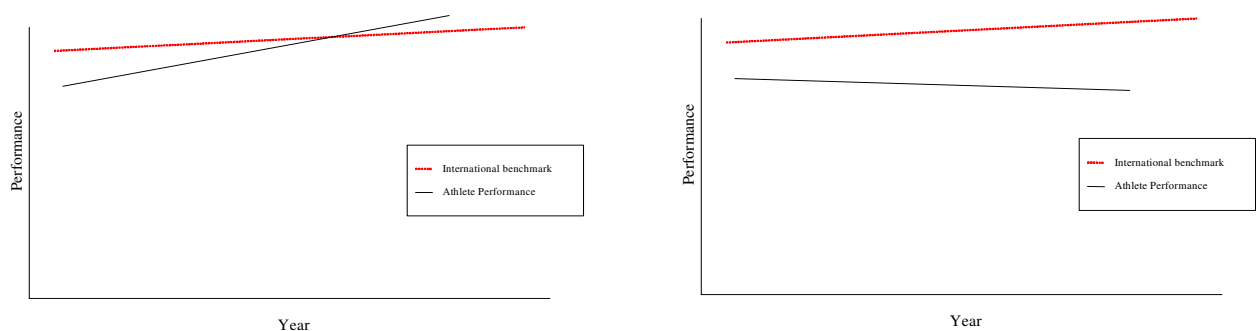 Performance
International benchmark
Athlete Performance
Year
Performance
International benchmark
Athlete Performance
Year